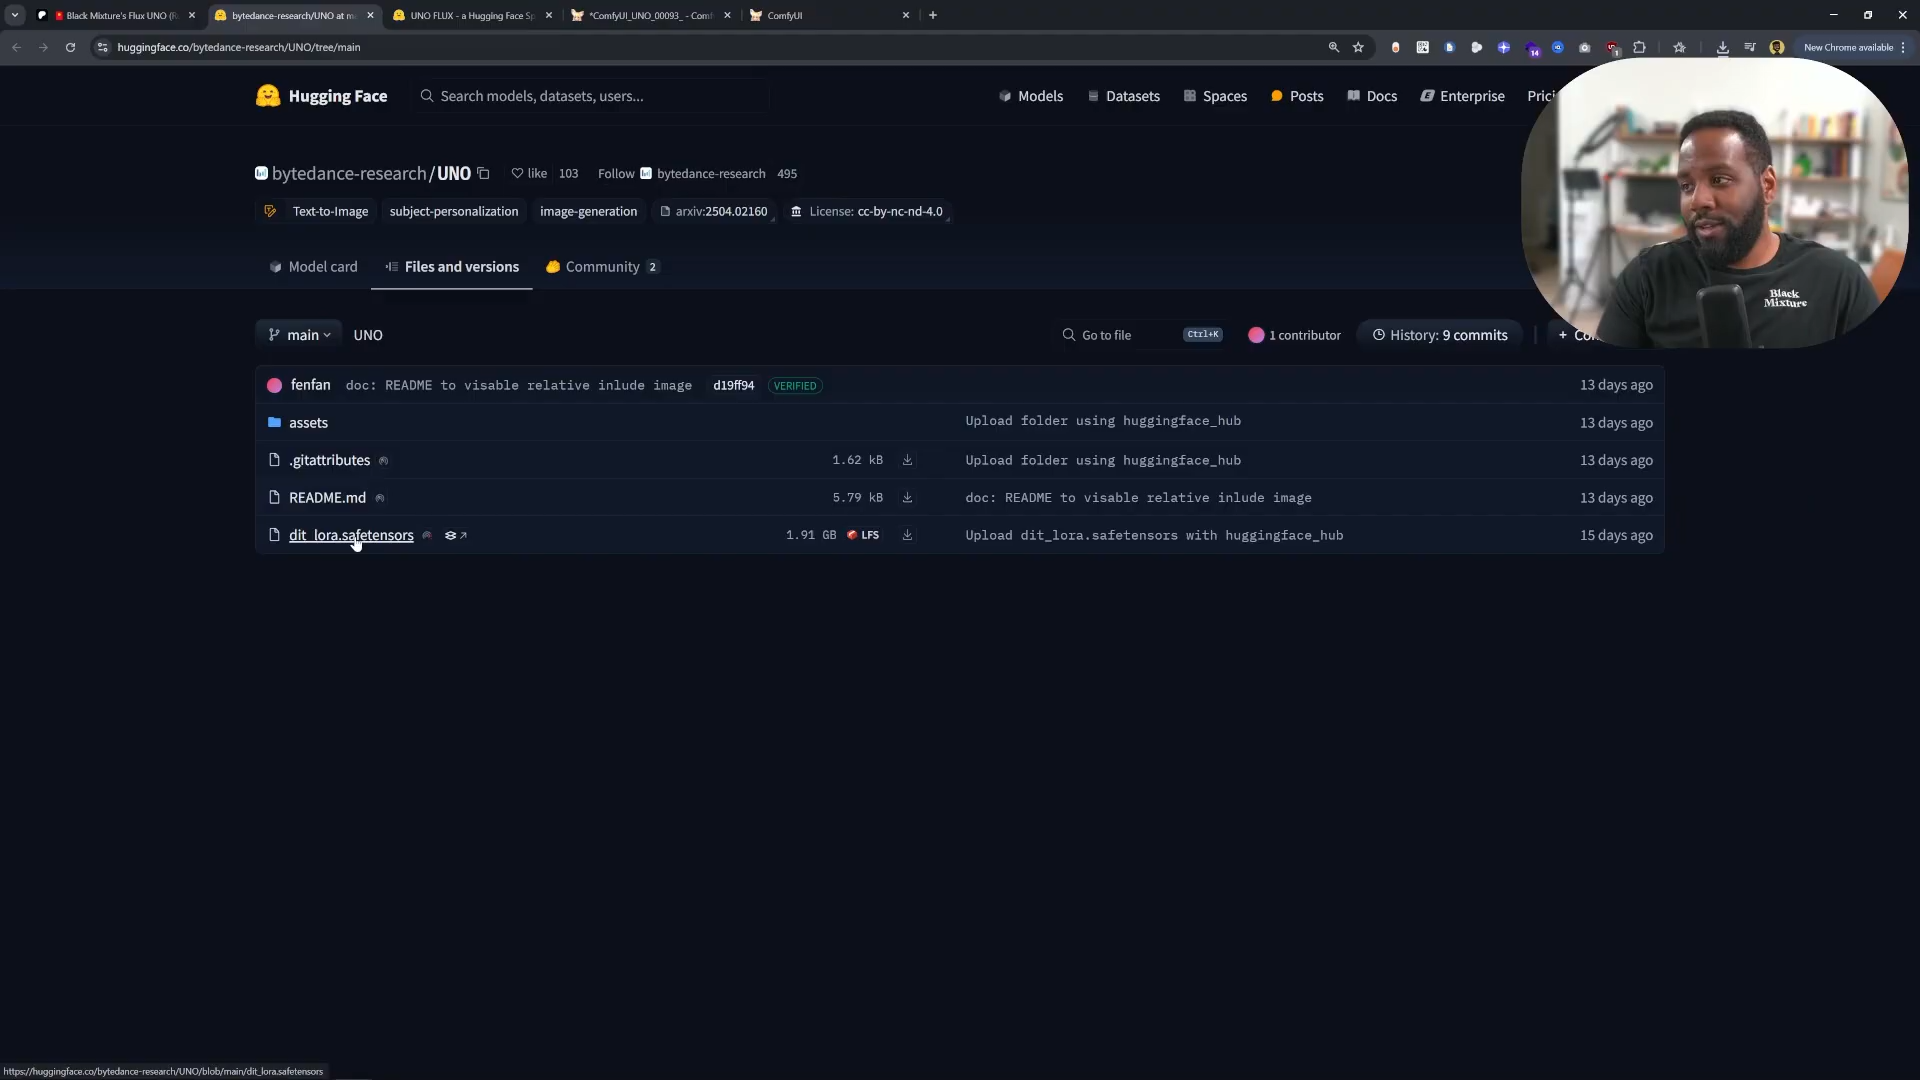 Black Mixture's Flux UNO (R
bytedance-research/UNO at m
UNO FLUX - a Hugging Face Sp
*ComfyUI_UNO_00093_ - Comf
ComfyUI
huggingface.co/bytedance-research/UNO/tree/main
14
1
New Chrome available
Hugging Face
Search models, datasets, users...
Models
Datasets
Spaces
Posts
Docs
Enterprise
Prici
bytedance-research/UNO
like 103
Follow bytedance-research 495
Text-to-Image
subject-personalization
image-generation
arxiv:2504.02160
License: cc-by-nc-nd-4.0
Black
Mixture
Model card
Files and versions
Community 2
main
UNO
Go to file
Ctrl+K
1 contributor
History: 9 commits
+ Co
fenfan doc: README to visable relative inlude image d19ff94 VERIFIED 13 days ago
assets Upload folder using huggingface_hub 13 days ago
.gitattributes 1.62 kB Upload folder using huggingface_hub 13 days ago
README.md 5.79 kB doc: README to visable relative inlude image 13 days ago
dit_lora.safetensors 1.91 GB LFS Upload dit_lora.safetensors with huggingface_hub 15 days ago
https://huggingface.co/bytedance-research/UNO/blob/main/dit_lora.safetensors